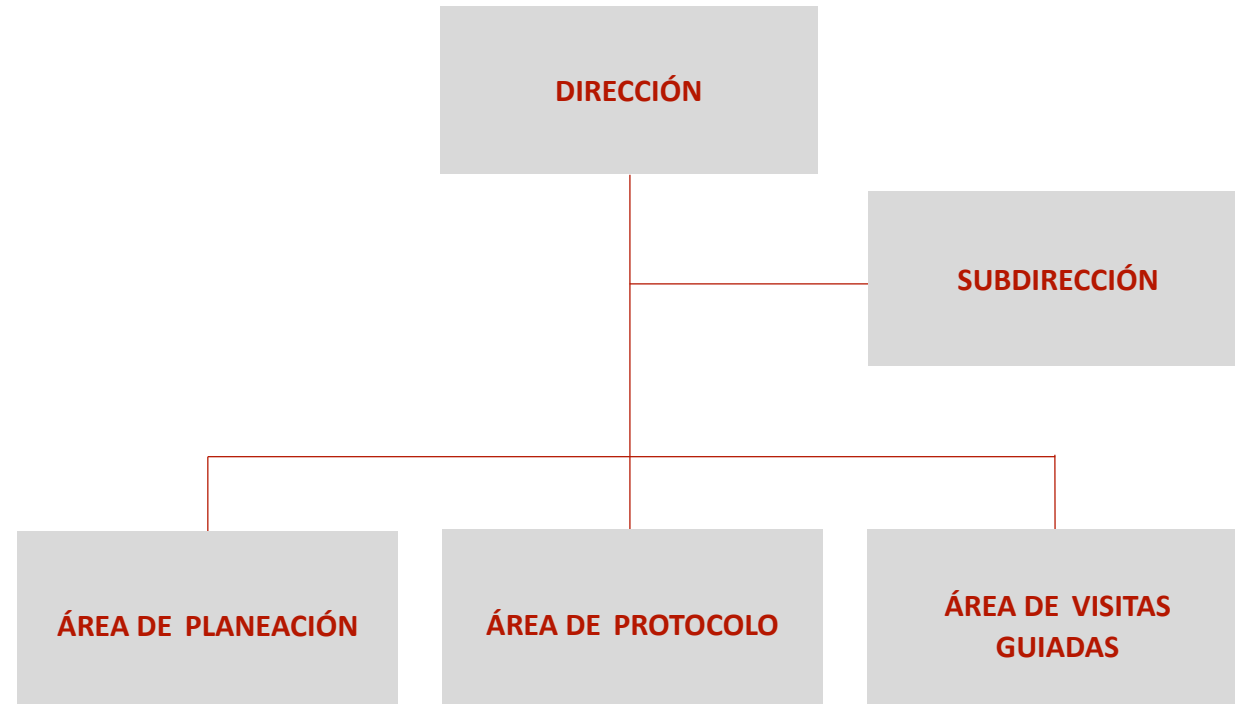 DIRECCIÓN
SUBDIRECCIÓN
ÁREA DE PLANEACIÓN
ÁREA DE PROTOCOLO
ÁREA DE VISITAS
GUIADAS